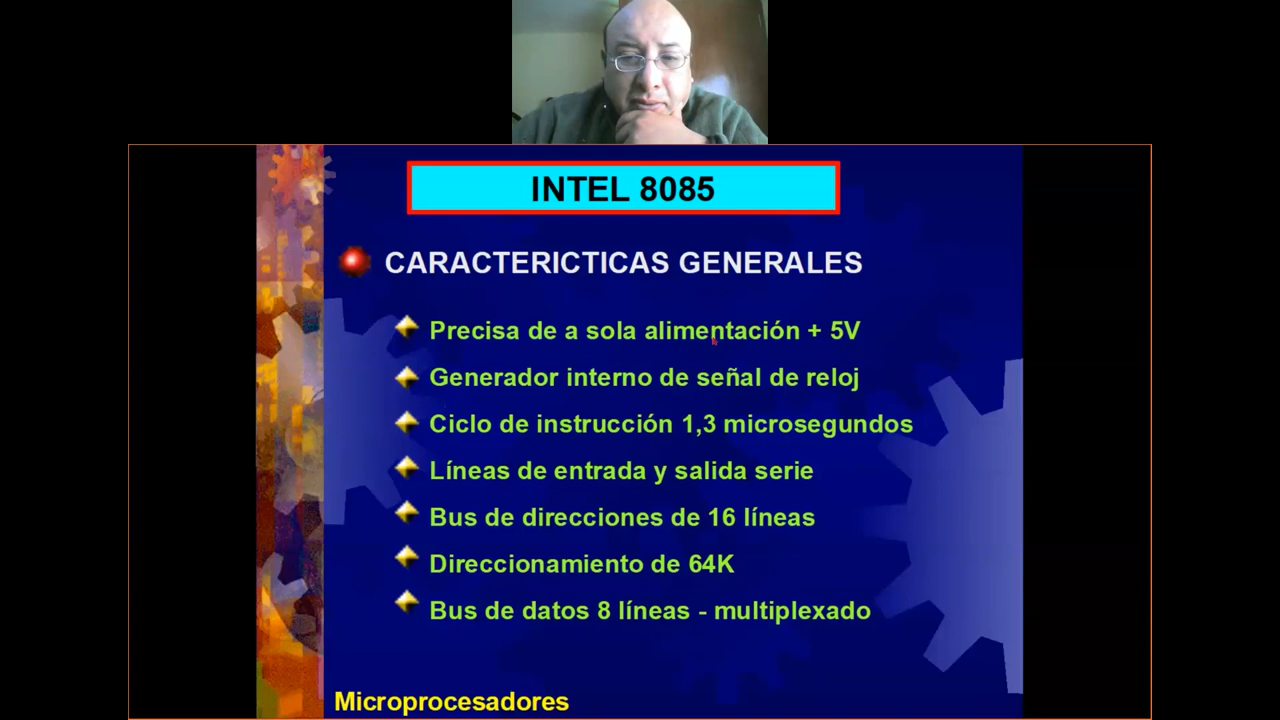 INTEL 8085
CARACTERICTICAS GENERALES
Precisa de a sola alimentación + 5V
Generador interno de señal de reloj
Ciclo de instrucción 1,3 microsegundos
Líneas de entrada y salida serie
Bus de direcciones de 16 líneas
Direccionamiento de 64K
Bus de datos 8 líneas - multiplexado
Microprocesadores